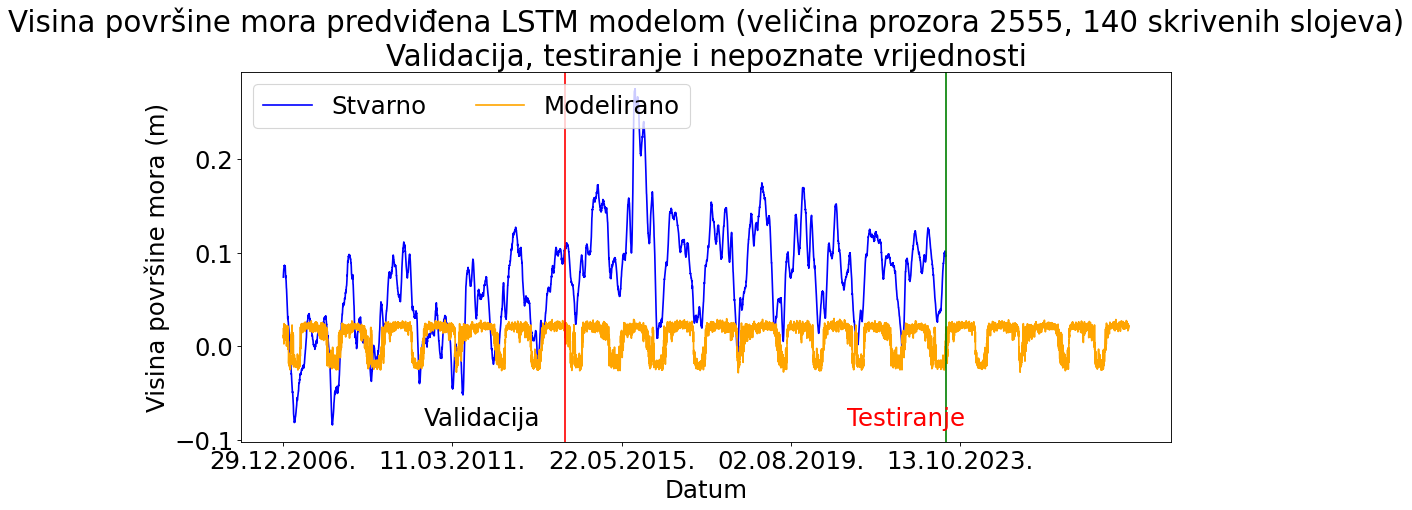 Visina površine mora predviđena LSTM modelom (veličina prozora 2555, 140 skrivenih slojeva)
Validacija, testiranje i nepoznate vrijednosti
Stvarno Modelirano
Visina površine mora (m)
0.2
0.1
0.0
−0.1
Validacija
Testiranje
29.12.2006. 11.03.2011. 22.05.2015. 02.08.2019. 13.10.2023.
Datum